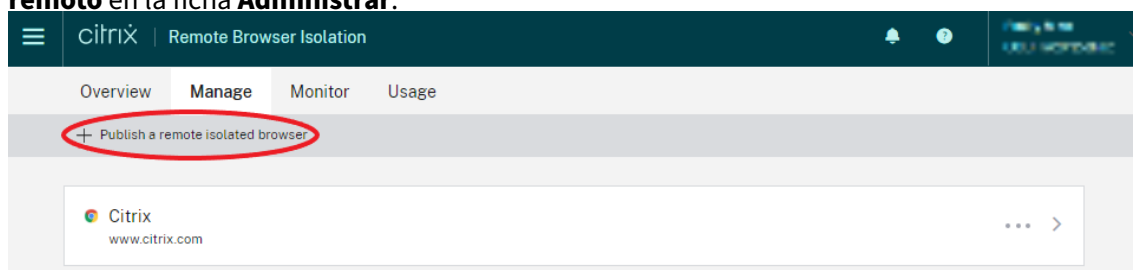 remoto en la ficha Administrar.
citrix | Remote Browser Isolation
Overview Manage Monitor Usage
+ Publish a remote isolated browser
Citrix
www.citrix.com